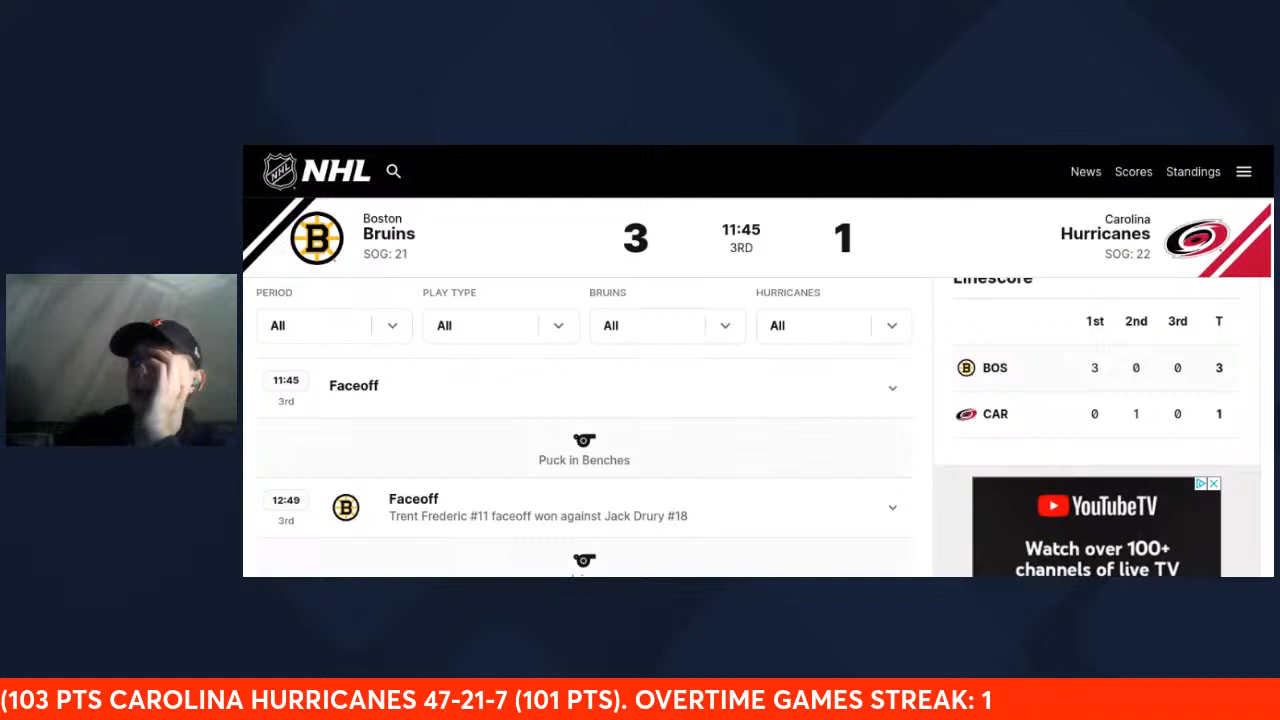 NHL
News Scores Standings
Boston
Bruins
SOG: 21
3
11:45
3RD
1
Carolina
Hurricanes
SOG: 22
PERIOD PLAY TYPE BRUINS HURRICANES
All All All All
11:45
3rd
Faceoff
Puck in Benches
12:49
3rd
Faceoff
Trent Frederic #11 faceoff won against Jack Drury #18
Linescore
1st 2nd 3rd T
BOS 3 0 0 3
CAR 0 1 0 1
YouTubeTV
Watch over 100+
channels of live TV
(103 PTS CAROLINA HURRICANES 47-21-7 (101 PTS). OVERTIME GAMES STREAK: 1